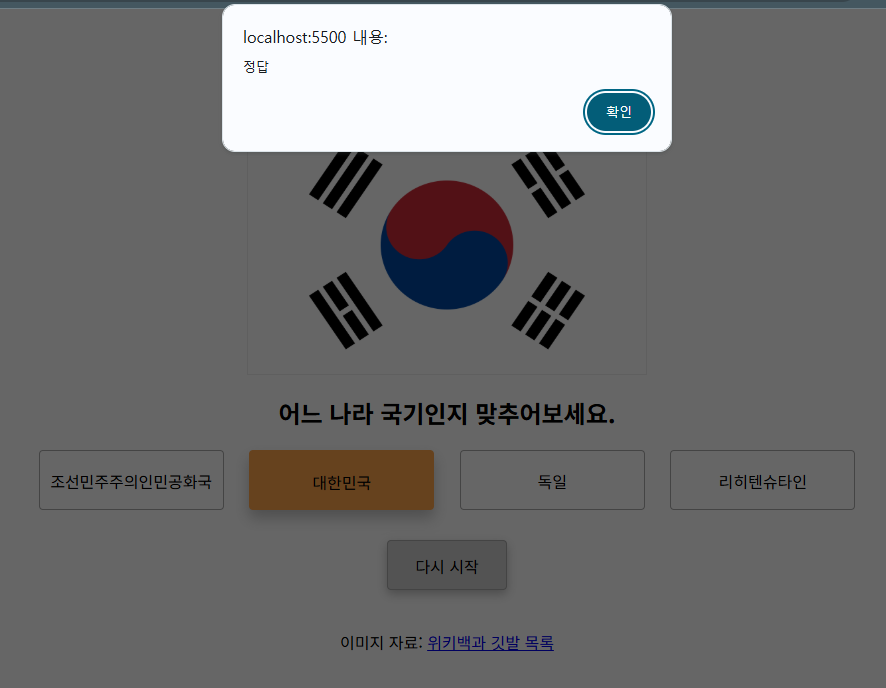 localhost:5500 내용:
정답
확인
어느 나라 국기인지 맞추어보세요.
조선민주주의인민공화국
대한민국
독일
리히텐슈타인
다시 시작
이미지 자료: 위키백과 깃발 목록